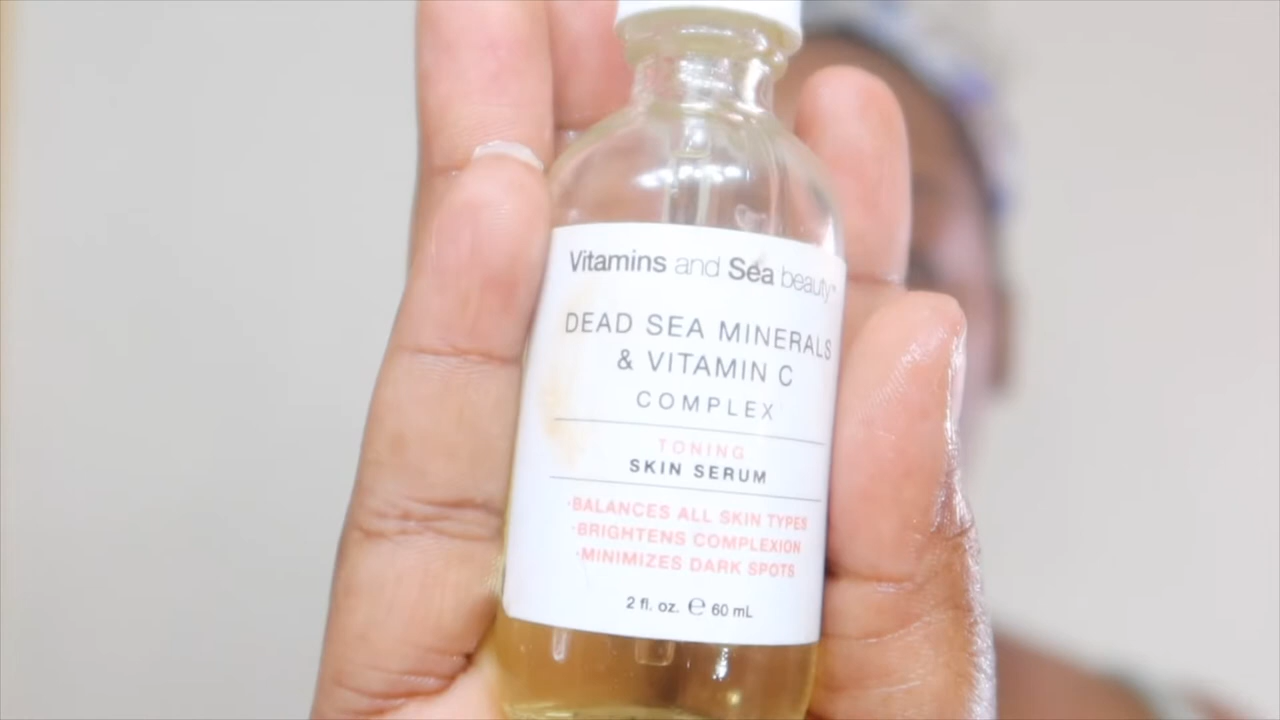 Vitamins and Sea beauty™
DEAD SEA MINERALS
& VITAMIN C
COMPLEX
TONING
SKIN SERUM
·BALANCES ALL SKIN TYPES
·BRIGHTENS COMPLEXION
·MINIMIZES DARK SPOTS
2 fl. oz. ℮ 60 mL